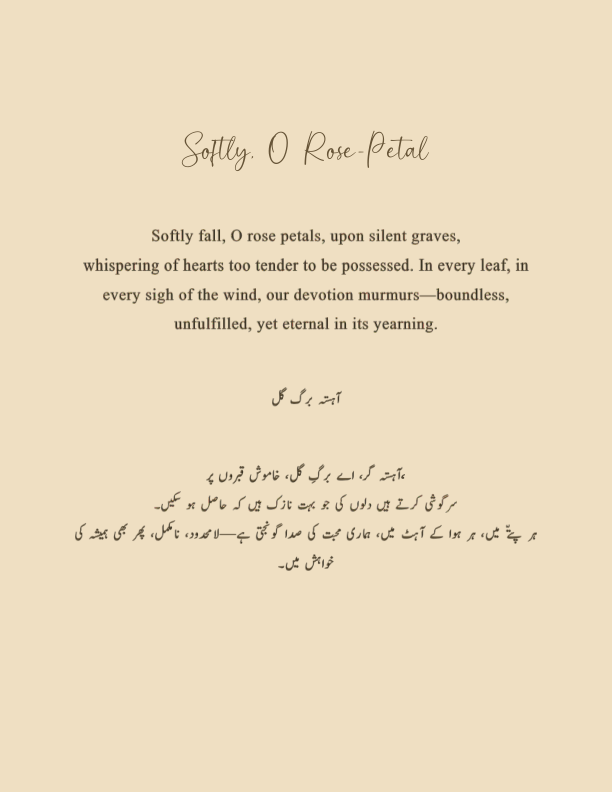 Softly, O Rose-Petal
Softly fall, O rose petals, upon silent graves,
whispering of hearts too tender to be possessed. In every leaf, in
every sigh of the wind, our devotion murmurs—boundless,
unfulfilled, yet eternal in its yearning.
آہستہ برگ گل
،آہستہ گر، اے برگِ گل، خاموش قبروں پر
سرگوشی کرتے ہیں دلوں کی جو بہت نازک ہیں کہ حاصل ہو سکیں۔
ہر پتّے میں، ہر ہوا کے آہٹ میں، ہماری محبت کی صدا گونجتی ہے—لامحدود، نامکمل، پھر بھی ہمیشہ کی
خواہش میں۔